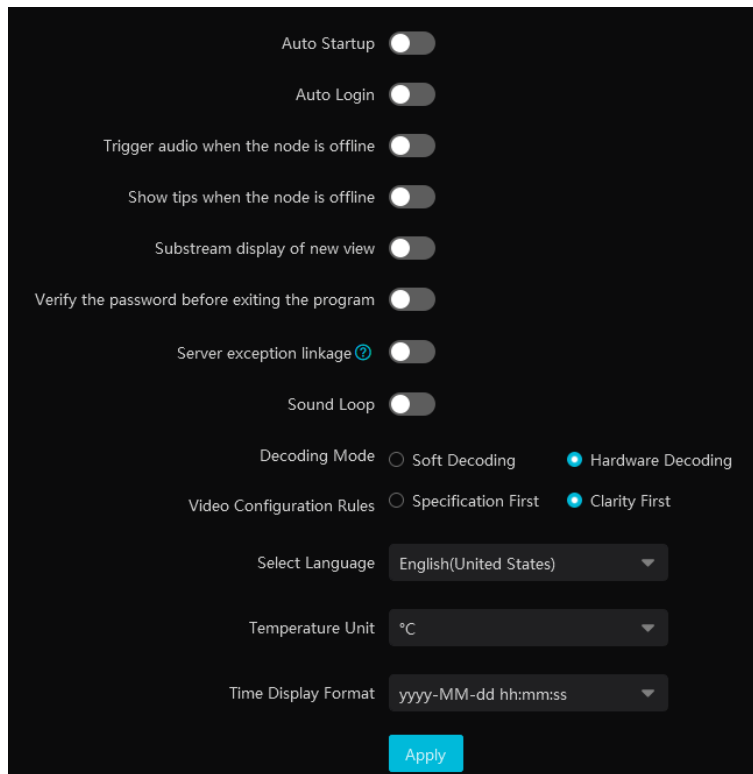 Auto Startup
Auto Login
Trigger audio when the node is offline
Show tips when the node is offline
Substream display of new view
Verify the password before exiting the program
Server exception linkage ?
Sound Loop
Decoding Mode Soft Decoding Hardware Decoding
Video Configuration Rules Specification First Clarity First
Select Language English(United States)
Temperature Unit °C
Time Display Format yyyy-MM-dd hh:mm:ss
Apply